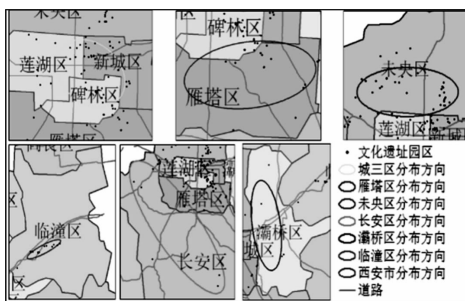 未央区
莲湖区
新城区
碑林区
雁塔区
碑林区
雁塔区
未央区
莲湖区
新城
临潼区
莲湖区
雁塔区
长安区
灞桥区
文化遗址园区
城三区分布方向
雁塔区分布方向
未央区分布方向
长安区分布方向
灞桥区分布方向
临潼区分布方向
西安市分布方向
道路